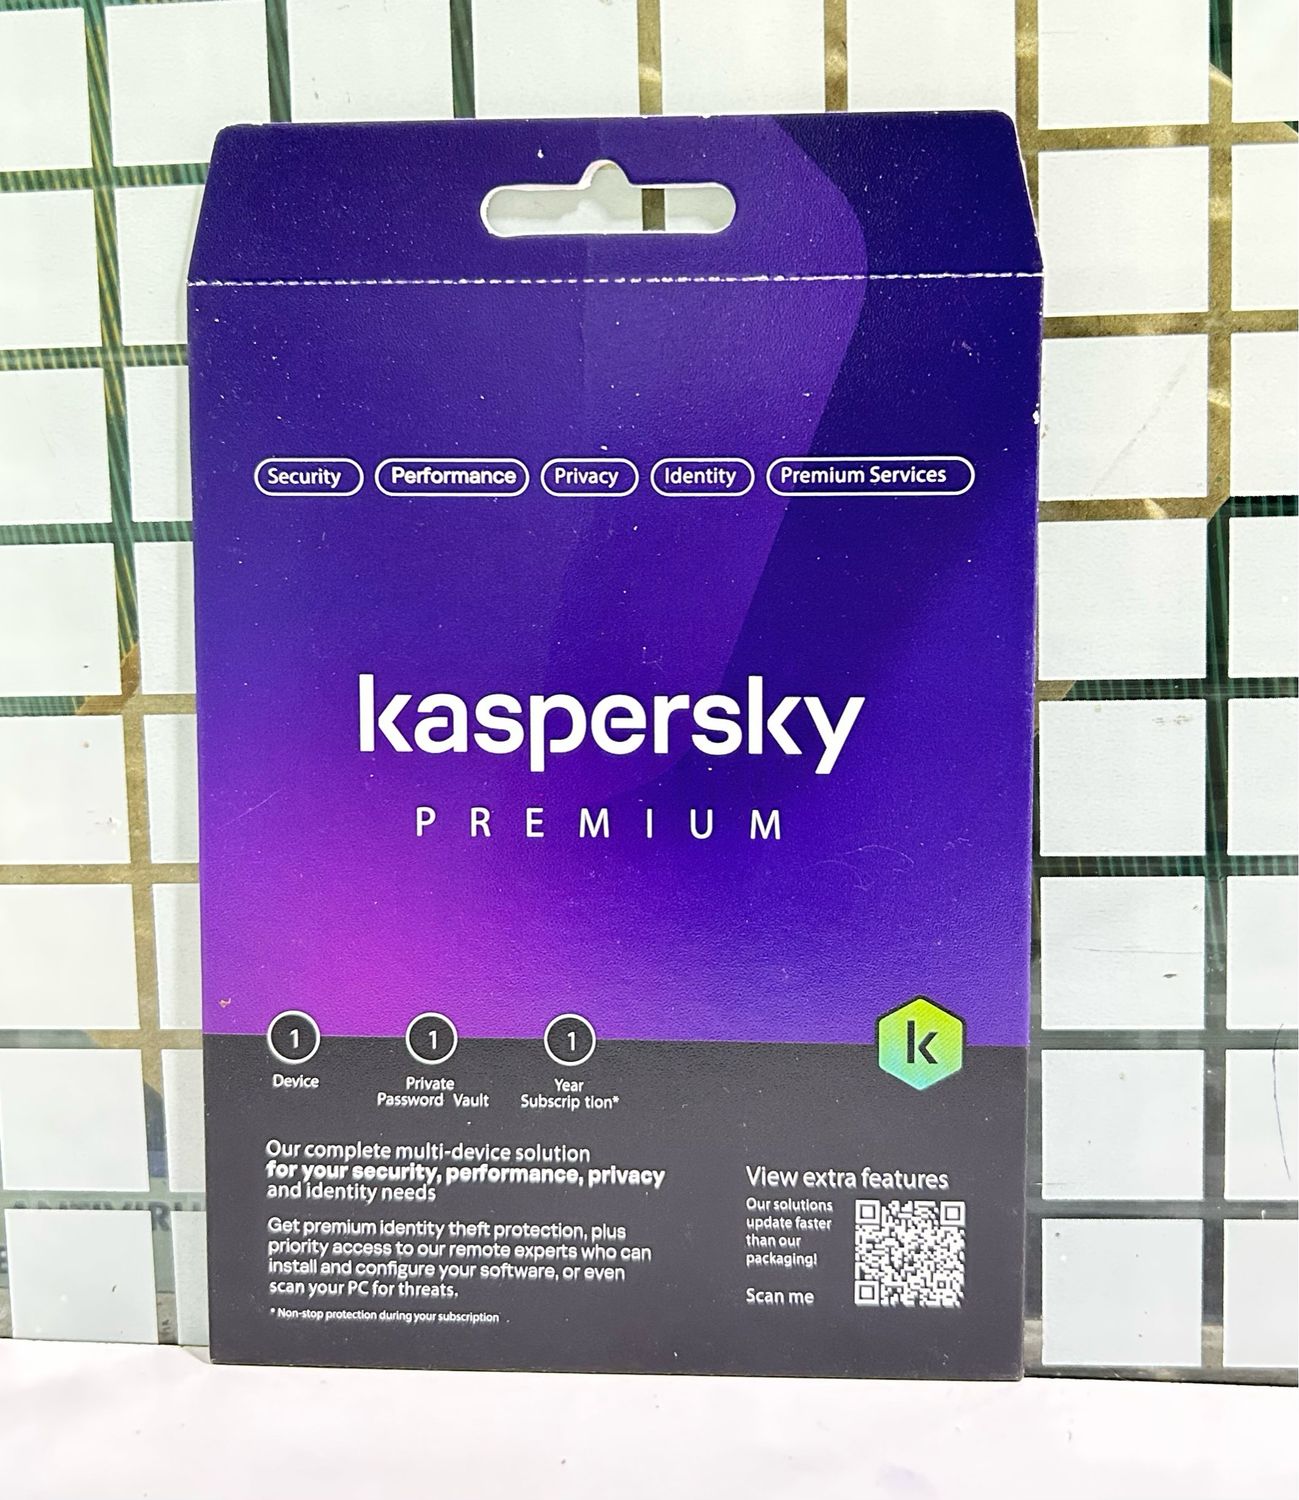 Security Performance Privacy Identity Premium Services
kaspersky
PREMIUM
1 1 1
k
Device
Private
Password Vault
Year
Subscrip tion*
Our complete multi-device solution
for your security, performance, privacy
and identity needs
Get premium identity theft protection, plus
priority access to our remote experts who can
install and configure your software, or even
scan your PC for threats.
* Non-stop protection during your subscription
View extra features
Our solutions
update faster
than our
packaging!
Scan me